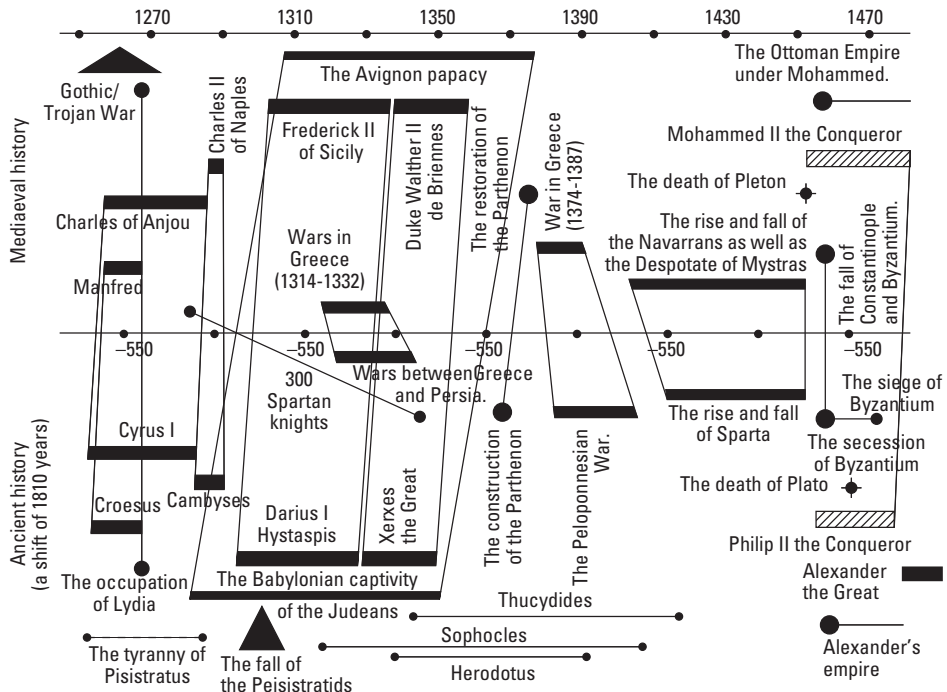 1270 1310 1350 1390 1430 1470
Mediaeval history
The Ottoman Empire
under Mohammed.
The Avignon papacy
Gothic/
Trojan War
Charles II
of Naples
Frederick II
of Sicily
Duke Walther II
de Briennes
The restoration of
the Parthenon
War in Greece
(1374-1387)
Mohammed II the Conqueror
The death of Pleton
Charles of Anjou
The rise and fall of
the Navarrans as well as
the Despotate of Mystras
The fall of
Constantinople
and Byzantium.
Wars in
Greece
(1314-1332)
Manfred
–550 –550 –550 –550 –550
Ancient history
(a shift of 1810 years)
300
Spartan
knights
Wars betweenGreece
and Persia.
The siege of
Byzantium
The rise and fall
of Sparta
Cyrus I
The secession
of Byzantium
The construction
of the Parthenon
The Peloponnesian
War.
Xerxes
the Great
The death of Plato
Croesus
Cambyses
Darius I
Hystaspis
Philip II the Conqueror
The occupation
of Lydia
The Babylonian captivity
of the Judeans
Alexander
the Great
Thucydides
Sophocles
Herodotus
The tyranny of
Pisistratus
The fall of
the Peisistratids
Alexander's
empire